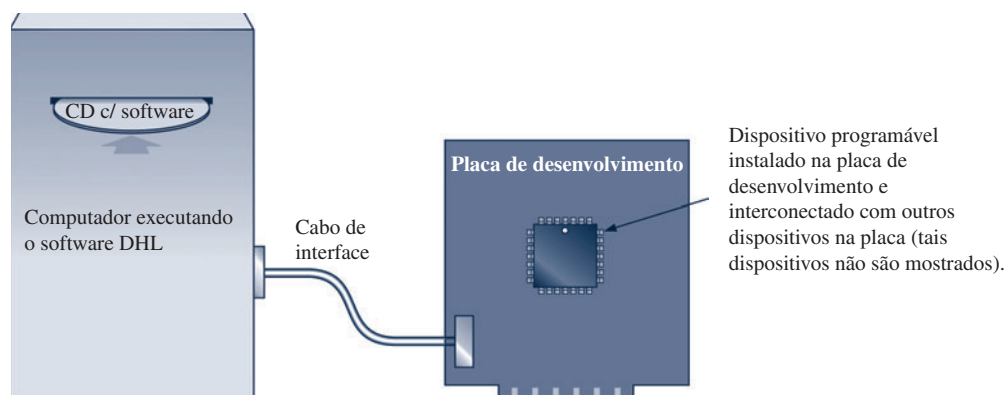 CD c/ software
Computador executando
o software DHL
Cabo de
interface
Placa de desenvolvimento
Dispositivo programável
instalado na placa de
desenvolvimento e
interconectado com outros
dispositivos na placa (tais
dispositivos não são mostrados).